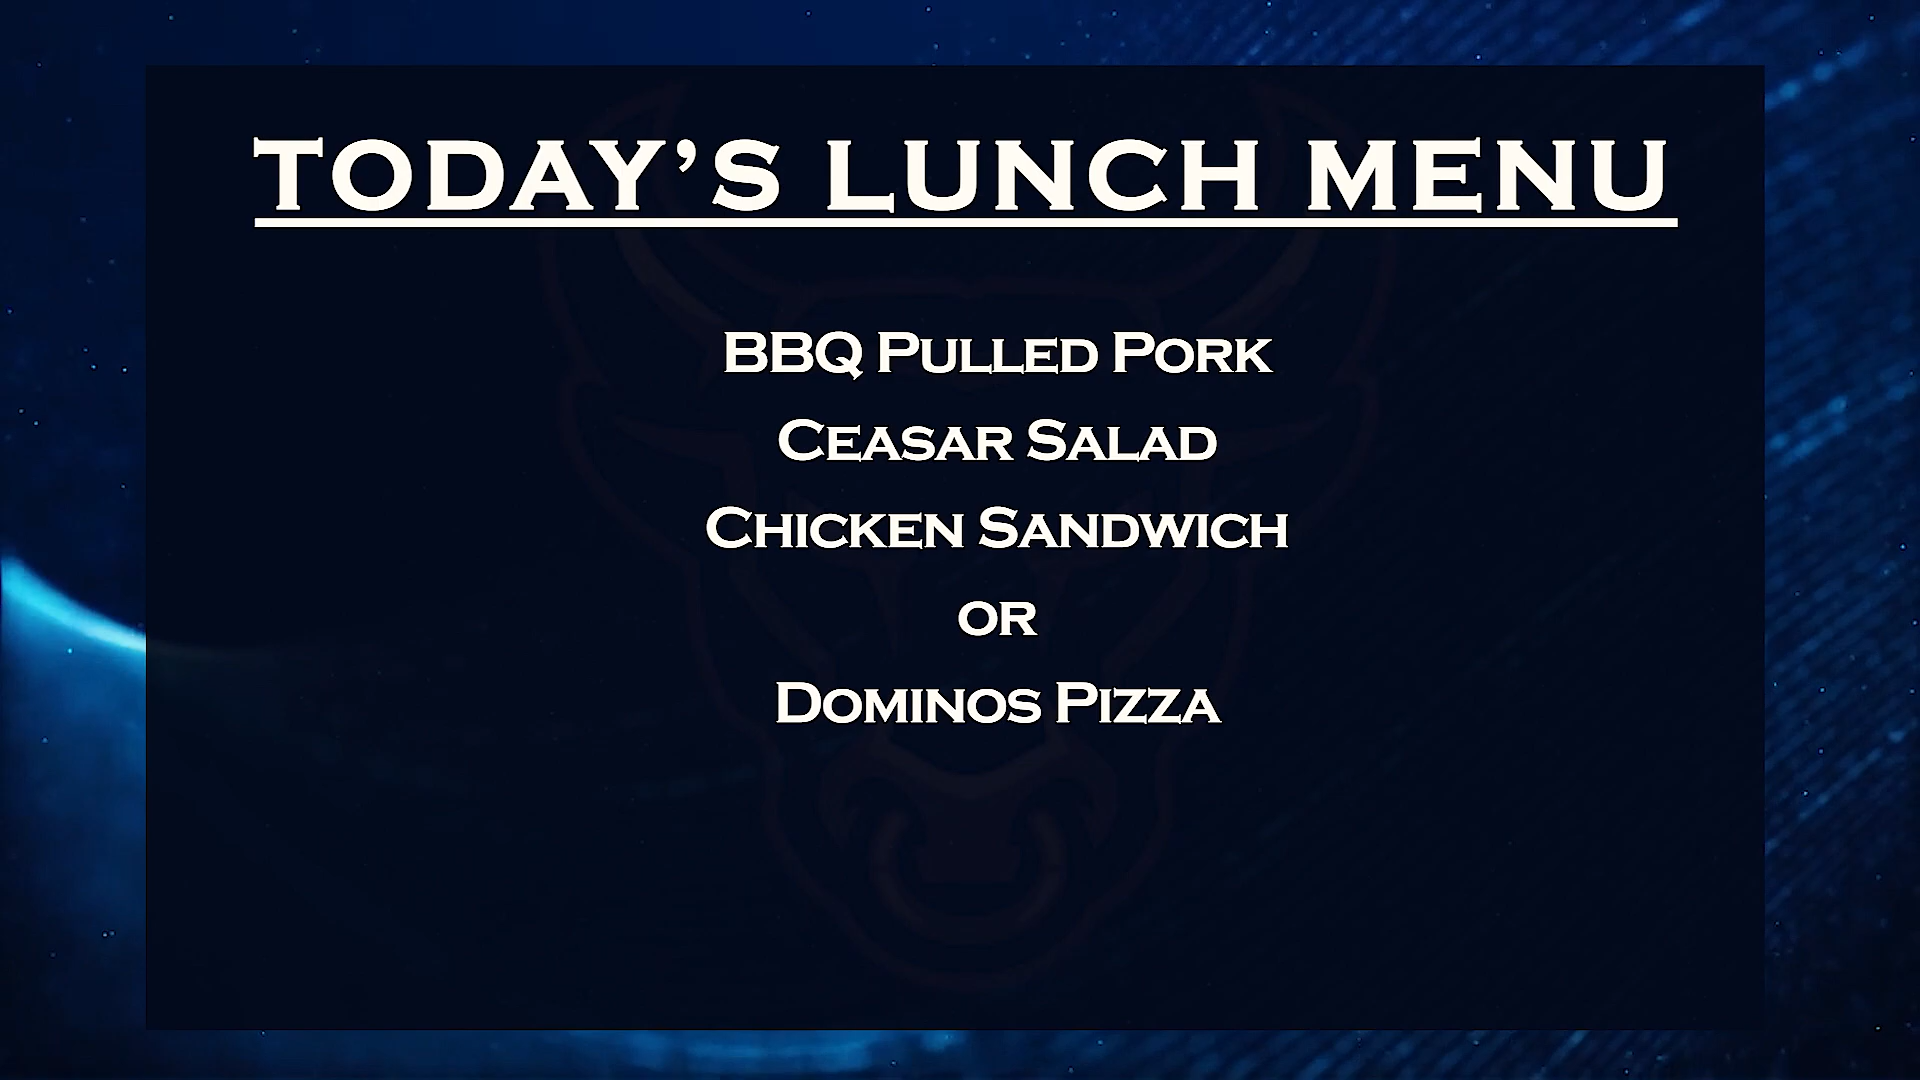 TODAY'S LUNCH MENU
BBQ PULLED PORK
CEASAR SALAD
CHICKEN SANDWICH
OR
DOMINOS PIZZA